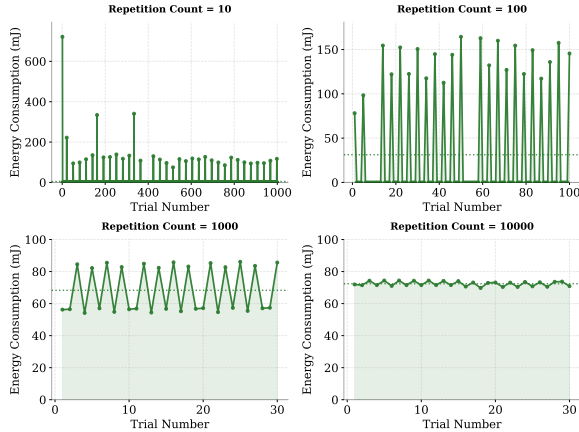 Repetition Count = 10
Energy Consumption (mJ)
600
400
200
0
0 200 400 600 800 1000
Trial Number
Repetition Count = 100
Energy Consumption (mJ)
150
100
50
0
0 20 40 60 80 100
Trial Number
Repetition Count = 1000
Energy Consumption (mJ)
100
80
60
40
20
0
0 10 20 30
Trial Number
Repetition Count = 10000
Energy Consumption (mJ)
100
80
60
40
20
0
0 10 20 30
Trial Number